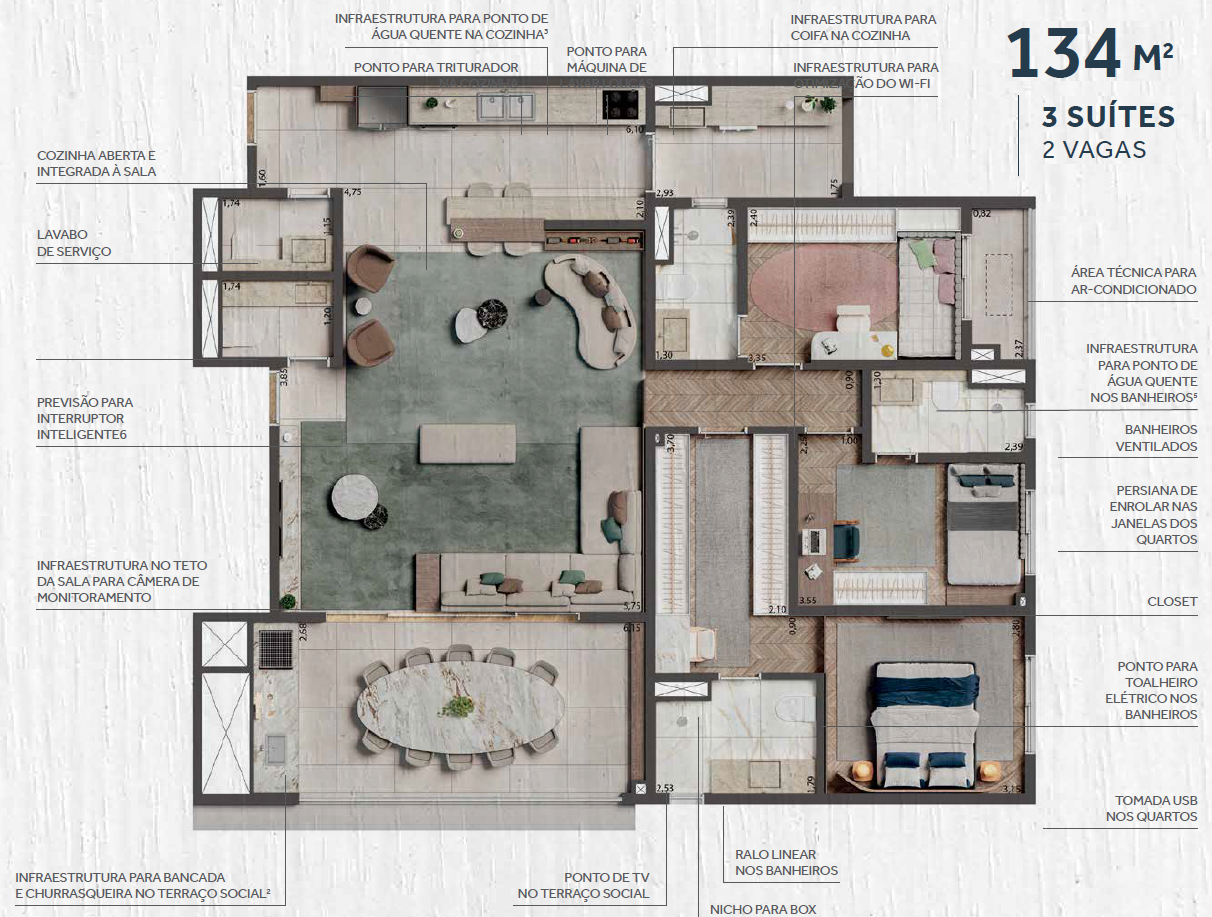 INFRAESTRUTURA PARA PONTO DE
ÁGUA QUENTE NA COZINHA³
PONTO PARA TRITURADOR
NA COZINHA
PONTO PARA
MÁQUINA DE
LAVAR LOUÇAS
INFRAESTRUTURA PARA
COIFA NA COZINHA
INFRAESTRUTURA PARA
OTIMIZAÇÃO DO WI-FI
134 M²
3 SUÍTES
2 VAGAS
COZINHA ABERTA E
INTEGRADA À SALA
LAVABO
DE SERVIÇO
PREVISÃO PARA
INTERRUPTOR
INTELIGENTE6
INFRAESTRUTURA NO TETO
DA SALA PARA CÂMERA DE
MONITORAMENTO
INFRAESTRUTURA PARA BANCADA
E CHURRASQUEIRA NO TERRAÇO SOCIAL²
6,10
1,60
4,75
2,10
2,93
1,75
1,74
1,15
1,74
1,20
3,85
2,39
2,40
0,82
1,30
3,35
2,37
0,90
1,30
2,39
3,70
2,25
1,00
3.55
2.10
0,90
5,75
6,15
2,68
2,80
2,53
1,79
3,15
ÁREA TÉCNICA PARA
AR-CONDICIONADO
INFRAESTRUTURA
PARA PONTO DE
ÁGUA QUENTE
NOS BANHEIROS⁵
BANHEIROS
VENTILADOS
PERSIANA DE
ENROLAR NAS
JANELAS DOS
QUARTOS
CLOSET
PONTO PARA
TOALHEIRO
ELÉTRICO NOS
BANHEIROS
TOMADA USB
NOS QUARTOS
PONTO DE TV
NO TERRAÇO SOCIAL
RALO LINEAR
NOS BANHEIROS
NICHO PARA BOX